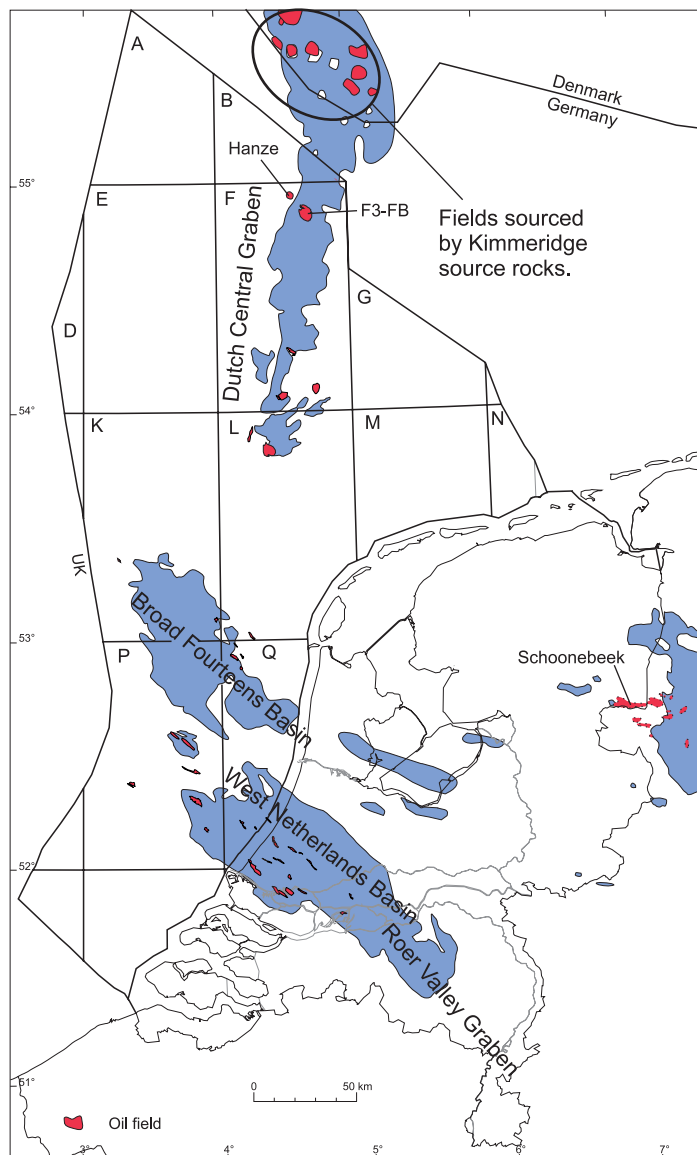 A
B
Denmark
Germany
Hanze
55°
E
F
F3-FB
Fields sourced
by Kimmeridge
source rocks.
Dutch Central Graben
G
D
54°
K
L
M
N
UK
Broad Fourteens Basin
53°
P
Q
Schoonebeek
West Netherlands Basin
52°
Roer Valley Graben
51°
0
50 km
Oil field
3°
4°
5°
6°
7°